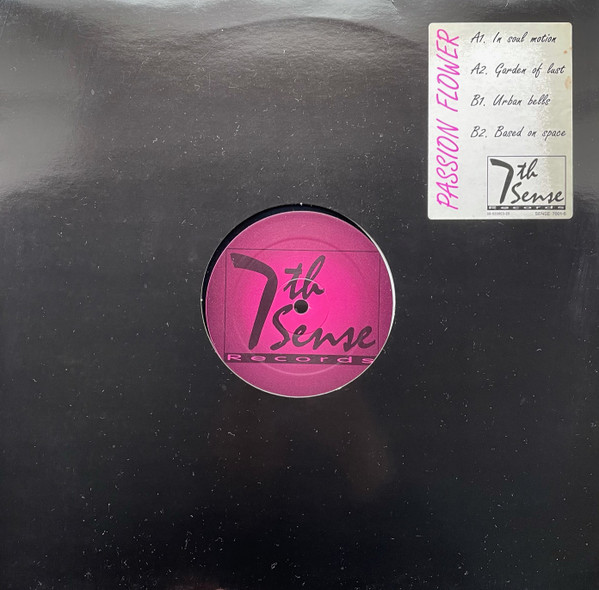 PASSION FLOWER
A1. In soul motion
A2. Garden of lust
B1. Urban bells
B2. Based on space
7th
Sense
Records
7th
Sense
Records